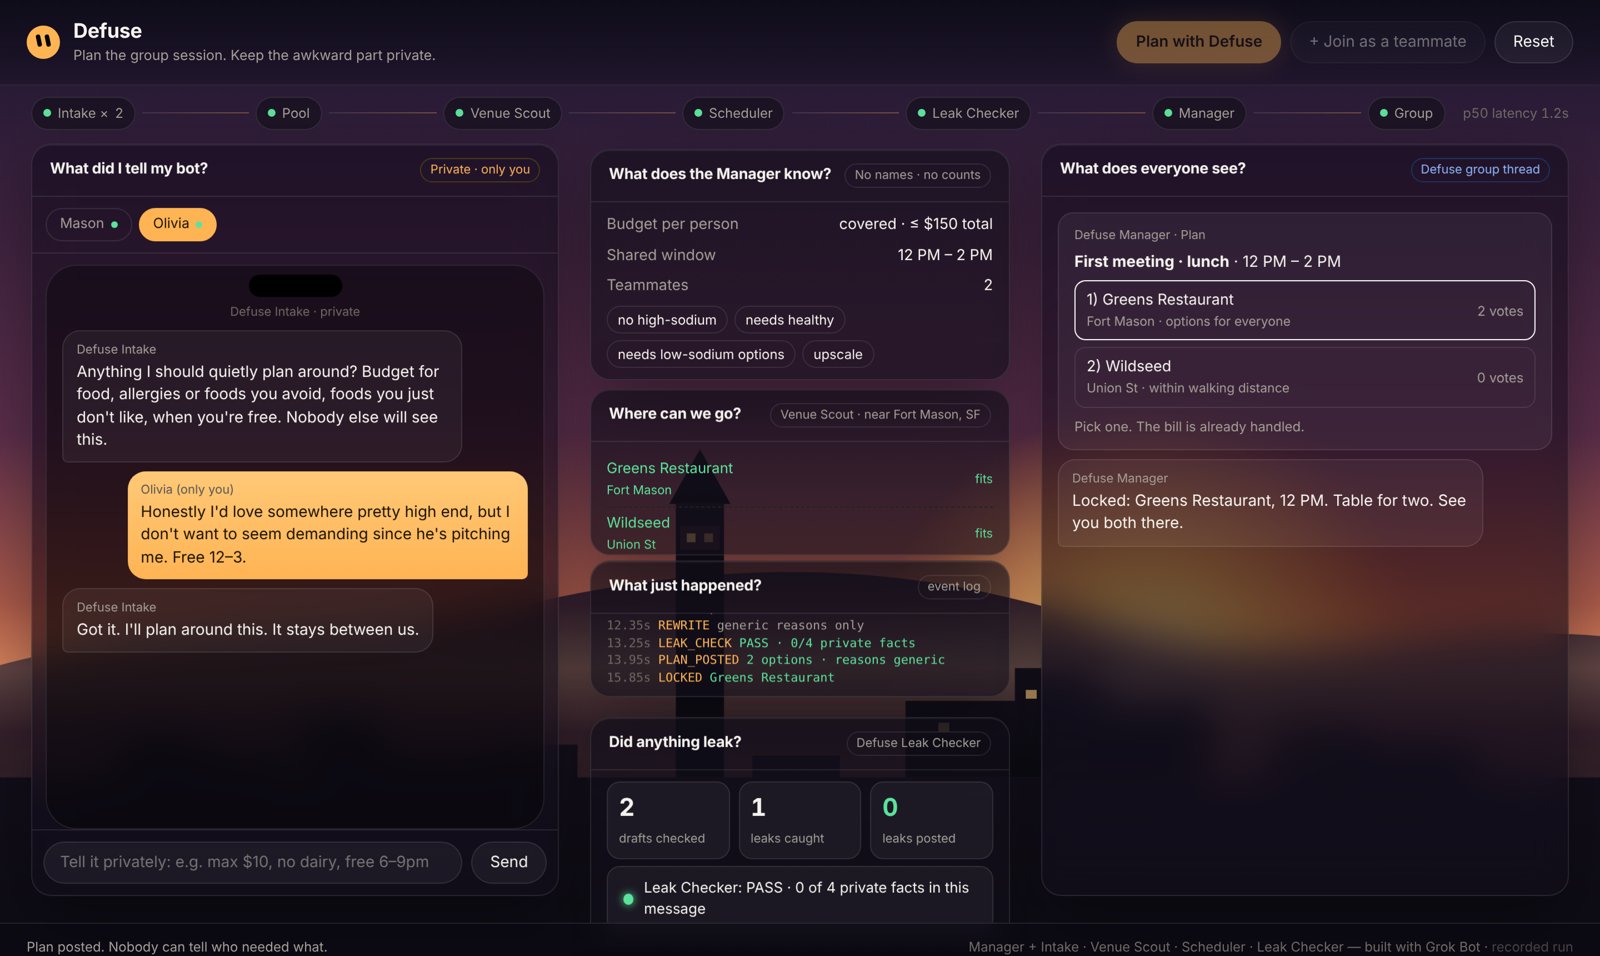 Defuse
Plan the group session. Keep the awkward part private.
Plan with Defuse
+ Join as a teammate
Reset
Intake × 2
Pool
Venue Scout
Scheduler
Leak Checker
Manager
Group
p50 latency 1.2s
What did I tell my bot?
Private · only you
Mason
Olivia
Defuse Intake · private
Defuse Intake
Anything I should quietly plan around? Budget for
food, allergies or foods you avoid, foods you just
don't like, when you're free. Nobody else will see
this.
Olivia (only you)
Honestly I'd love somewhere pretty high end, but I
don't want to seem demanding since he's pitching
me. Free 12–3.
Defuse Intake
Got it. I'll plan around this. It stays between us.
Tell it privately: e.g. max $10, no dairy, free 6–9pm
Send
What does the Manager know?
No names · no counts
Budget per person
covered · ≤ $150 total
Shared window
12 PM – 2 PM
Teammates
2
no high-sodium
needs healthy
needs low-sodium options
upscale
Where can we go?
Venue Scout · near Fort Mason, SF
Greens Restaurant
Fort Mason
fits
Wildseed
Union St
fits
What just happened?
event log
12.35s REWRITE generic reasons only
13.25s LEAK_CHECK PASS · 0/4 private facts
13.95s PLAN_POSTED 2 options · reasons generic
15.85s LOCKED Greens Restaurant
Did anything leak?
Defuse Leak Checker
2
drafts checked
1
leaks caught
0
leaks posted
Leak Checker: PASS · 0 of 4 private facts in this
message
What does everyone see?
Defuse group thread
Defuse Manager · Plan
First meeting · lunch · 12 PM – 2 PM
1) Greens Restaurant
Fort Mason · options for everyone
2 votes
2) Wildseed
Union St · within walking distance
0 votes
Pick one. The bill is already handled.
Defuse Manager
Locked: Greens Restaurant, 12 PM. Table for two. See
you both there.
Plan posted. Nobody can tell who needed what.
Manager + Intake · Venue Scout · Scheduler · Leak Checker — built with Grok Bot · recorded run